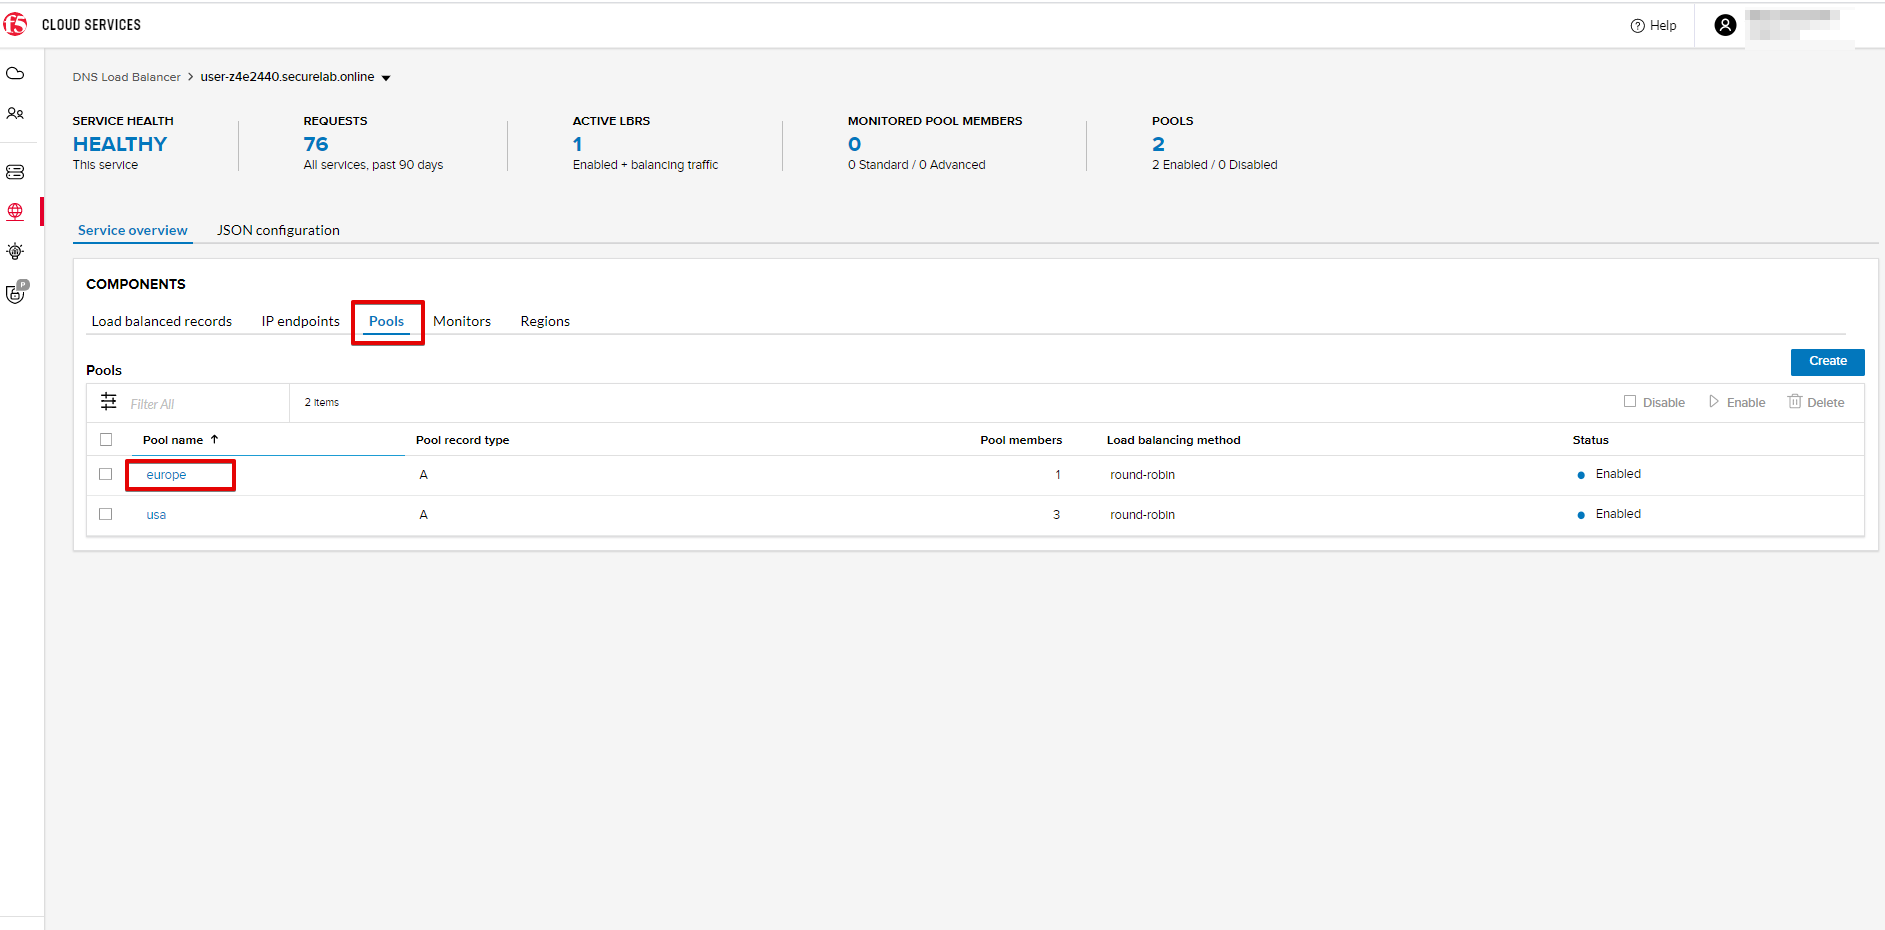 f5 CLOUD SERVICES
Help
DNS Load Balancer > user-z4e2440.securelab.online
SERVICE HEALTH
HEALTHY
This service
REQUESTS
76
All services, past 90 days
ACTIVE LBRS
1
Enabled + balancing traffic
MONITORED POOL MEMBERS
0
0 Standard / 0 Advanced
POOLS
2
2 Enabled / 0 Disabled
P
Service overview JSON configuration
COMPONENTS
Load balanced records IP endpoints Pools Monitors Regions
Pools
Create
Filter All 2 items Disable Enable Delete
Pool name ↑ Pool record type Pool members Load balancing method Status
europe A 1 round-robin Enabled
usa A 3 round-robin Enabled